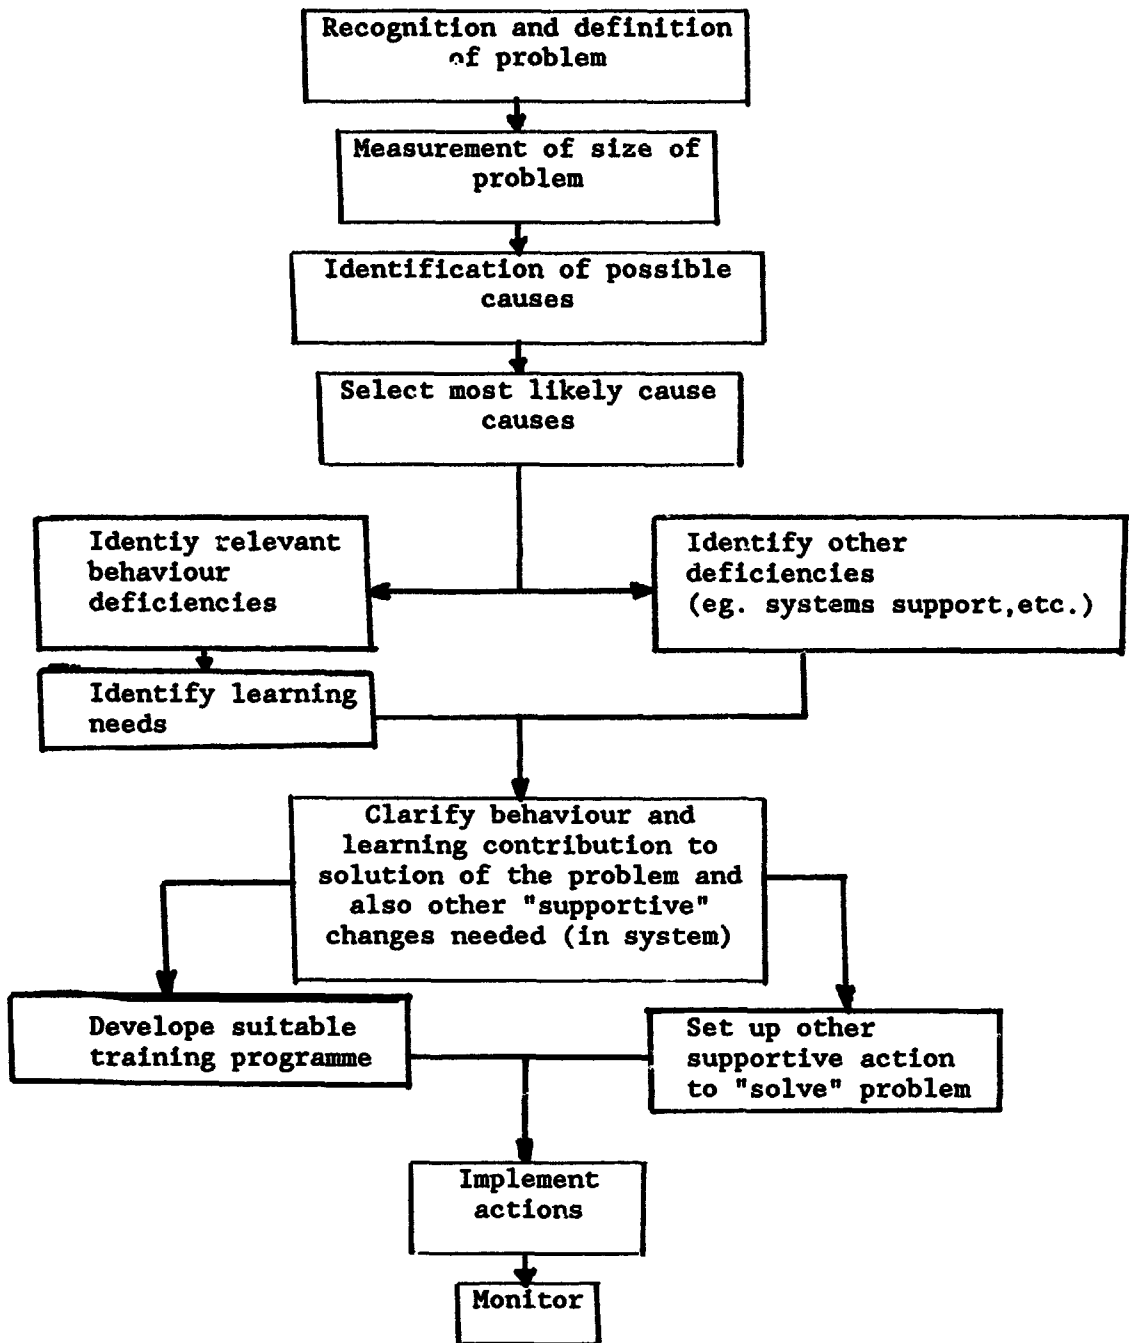 Recognition and definition
of problem
Measurement of size of
problem
Identification of possible
causes
Select most likely cause
causes
Identiy relevant
behaviour
deficiencies
Identify other
deficiencies
(eg. systems support,etc.)
Identify learning
needs
Clarify behaviour and
learning contribution to
solution of the problem and
also other "supportive"
changes needed (in system)
Develope suitable
training programme
Set up other
supportive action
to "solve" problem
Implement
actions
Monitor